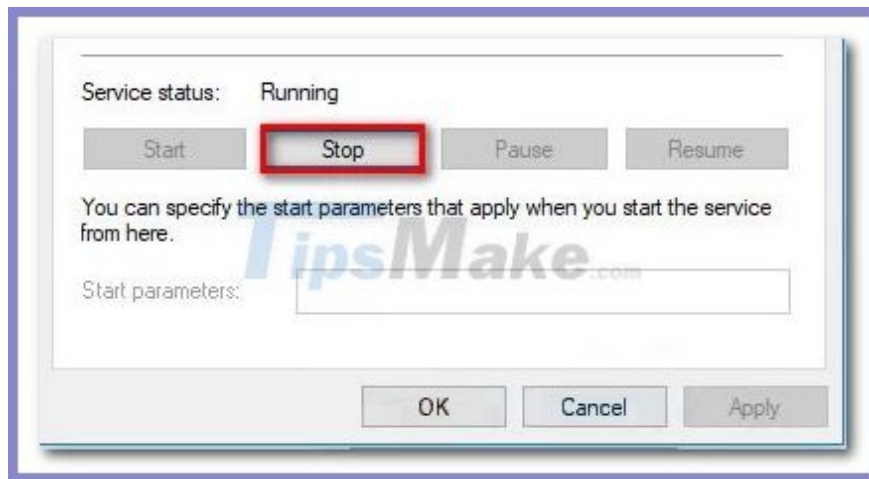 Service status: Running
Start Stop Pause Resume
You can specify the start parameters that apply when you start the service
from here.
TipsMake.com
Start parameters:
OK Cancel Apply